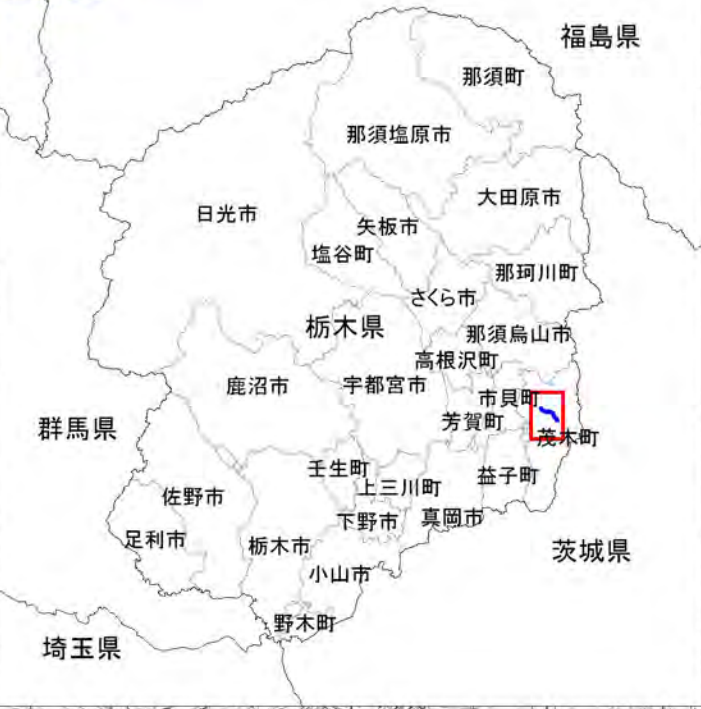 福島県
那須町
那須塩原市
大田原市
日光市
矢板市
塩谷町
那珂川町
さくら市
栃木県
那須烏山市
高根沢町
鹿沼市
宇都宮市
市貝町
芳賀町
群馬県
茂木町
壬生町
益子町
上三川町
佐野市
下野市
真岡市
足利市
栃木市
茨城県
小山市
野木町
埼玉県